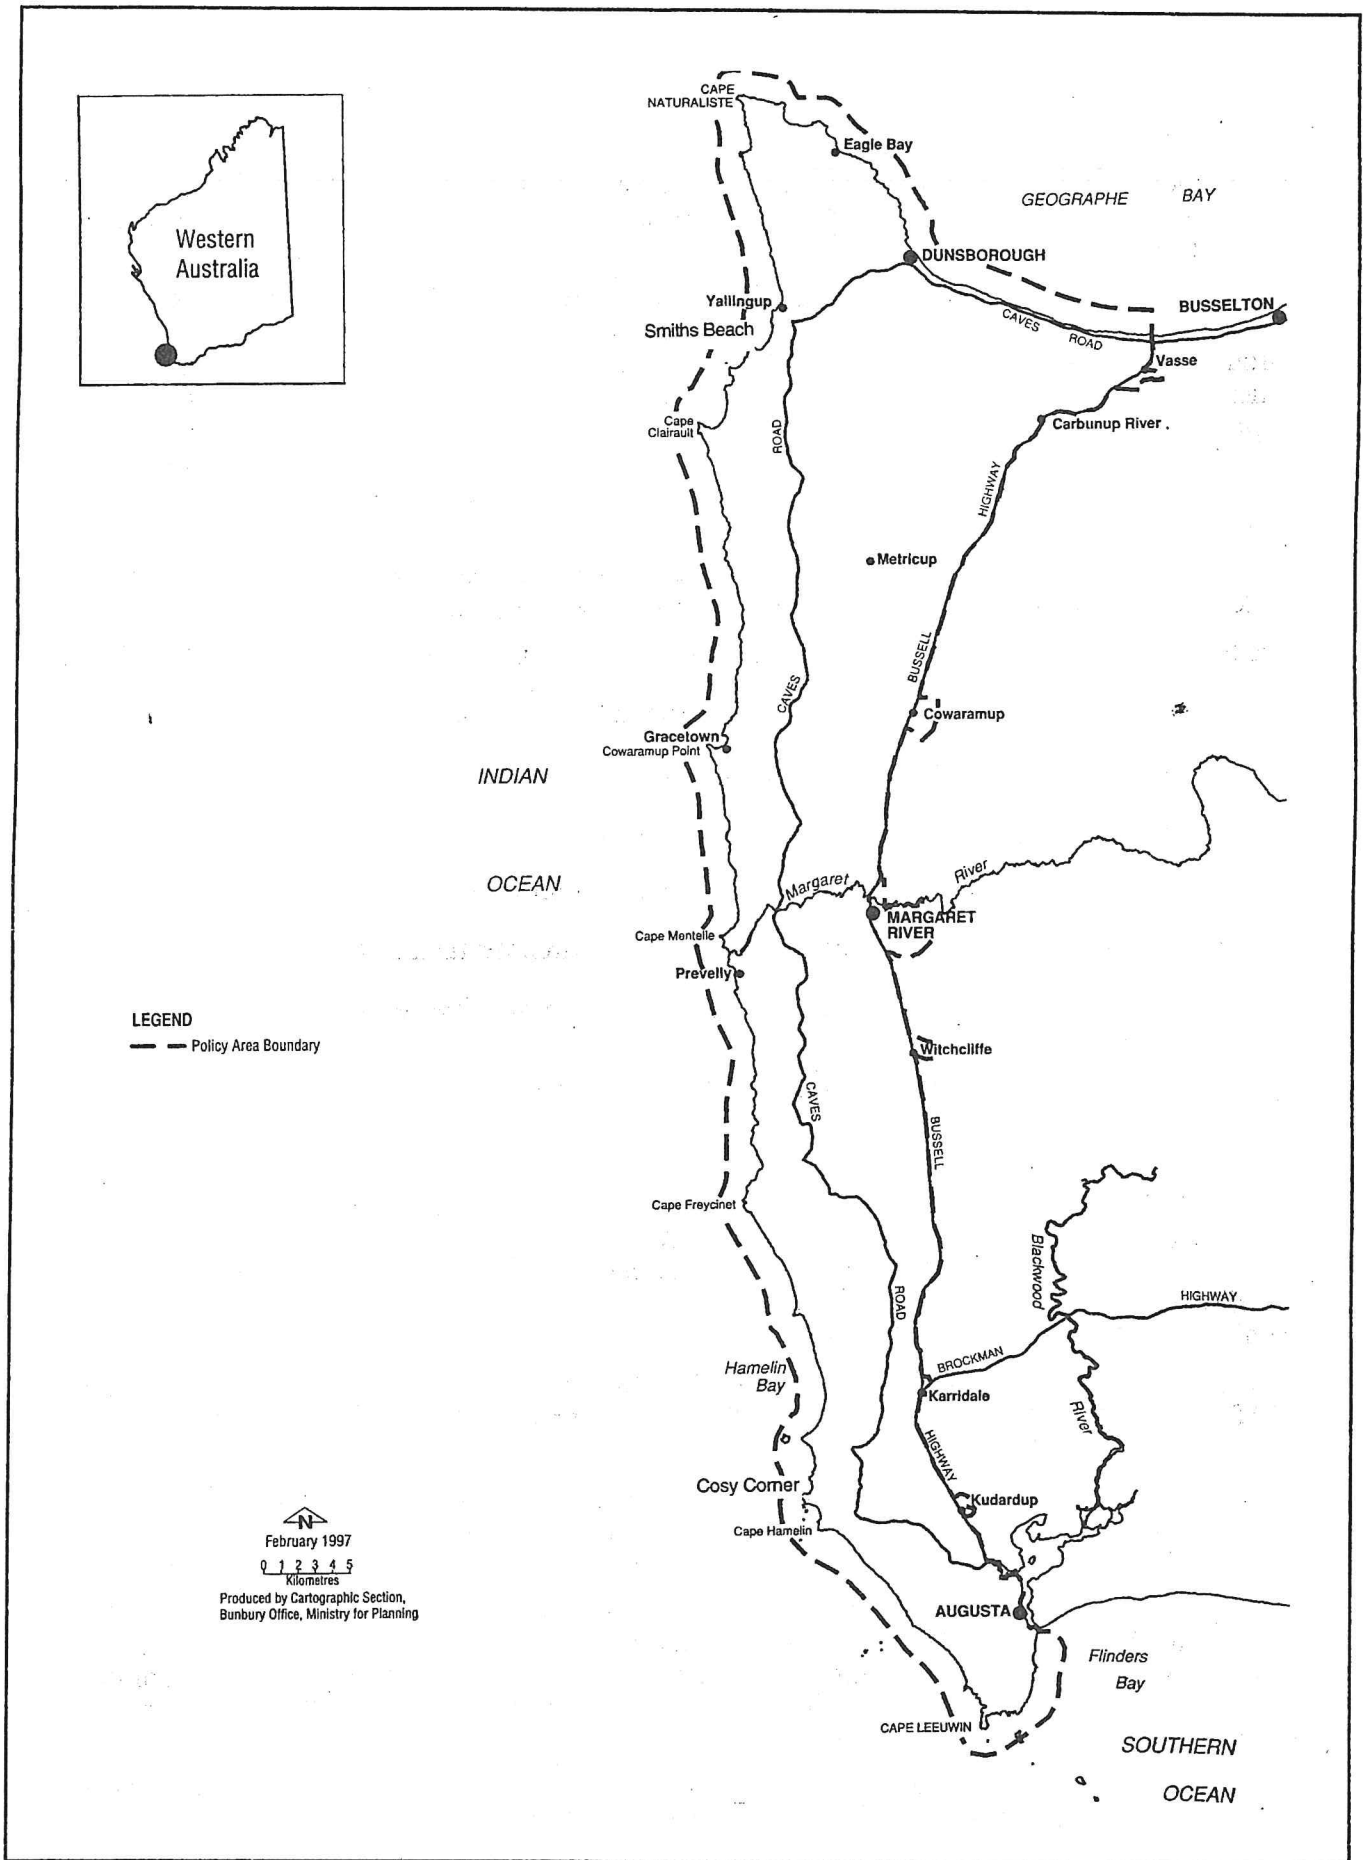 CAPE
NATURALISTE
Eagle Bay
GEOGRAPHE BAY
Western
Australia
DUNSBOROUGH
Yallingup
BUSSELTON
Smiths Beach
CAVES
ROAD
Vasse
Cape
Clairault
ROAD
Carbunup River
HIGHWAY
Metricup
BUSSELL
CAVES
Cowaramup
Gracetown
Cowaramup Point
INDIAN
OCEAN
Margaret
River
MARGARET
RIVER
Cape Mentelle
Prevelly
LEGEND
Policy Area Boundary
Witchcliffe
CAVES
BUSSELL
Cape Freycinet
Blackwood
ROAD
HIGHWAY
BROCKMAN
Hamelin
Bay
Karridale
River
HIGHWAY
Cosy Corner
Kudardup
Cape Hamelin
N
February 1997
0 1 2 3 4 5
Kilometres
Produced by Cartographic Section,
Bunbury Office, Ministry for Planning
AUGUSTA
Flinders
Bay
CAPE LEEUWIN
SOUTHERN
OCEAN